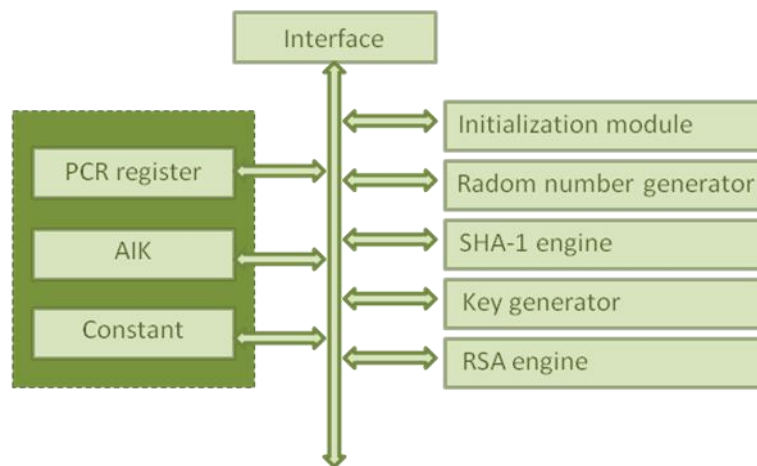 Interface
PCR register
AIK
Constant
Initialization module
Radom number generator
SHA-1 engine
Key generator
RSA engine